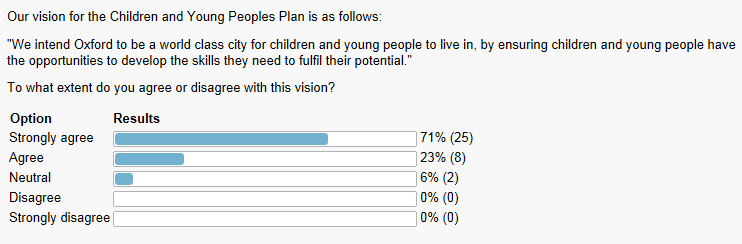 Our vision for the Children and Young Peoples Plan is as follows:
"We intend Oxford to be a world class city for children and young people to live in, by ensuring children and young people have
the opportunities to develop the skills they need to fulfil their potential."
To what extent do you agree or disagree with this vision?
Option Results
Strongly agree 71% (25)
Agree 23% (8)
Neutral 6% (2)
Disagree 0% (0)
Strongly disagree 0% (0)